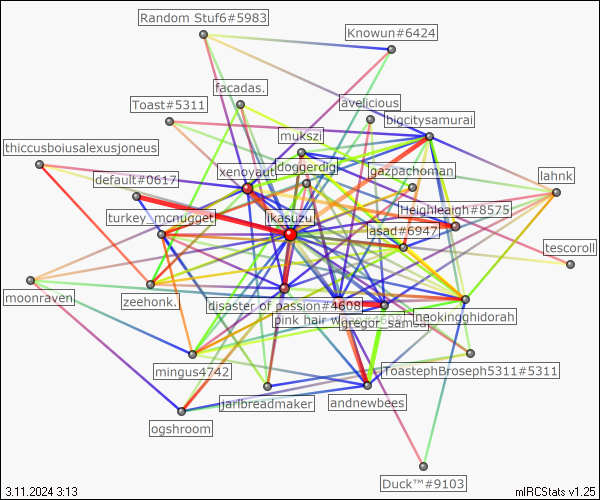 Random Stuf6#5983
Knowun#6424
facadas.
Toast#5311
avelicious
bigcitysamurai
mukszi
thiccusboiusalexusjoneus
doggerdig
xenoyaut
gazpachoman
lahnk
default#0617
Heighleaigh#8575
turkey_mcnugget
ikasuzu
asad#6947
tescoroll
moonraven
zeehonk.
disaster of passion#4608
neokingghidorah
pink hair
gregor_samsa
mingus4742
ToastephBroseph5311#5311
jarlbreadmaker
andnewbees
ogshroom
Duck™#9103
3.11.2024 3:13
mIRCStats v1.25